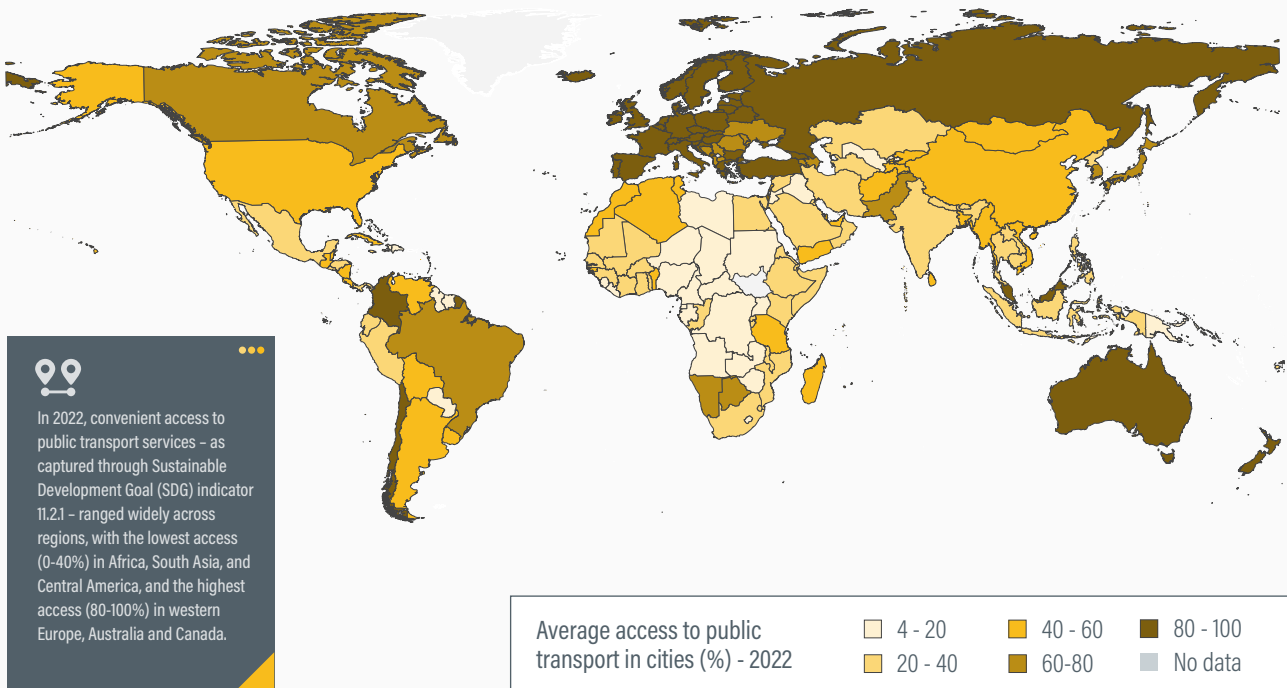 In 2022, convenient access to
public transport services – as
captured through Sustainable
Development Goal (SDG) indicator
11.2.1 – ranged widely across
regions, with the lowest access
(0-40%) in Africa, South Asia, and
Central America, and the highest
access (80-100%) in western
Europe, Australia and Canada.
Average access to public
transport in cities (%) - 2022
4 - 20
20 - 40
40 - 60
60-80
80 - 100
No data